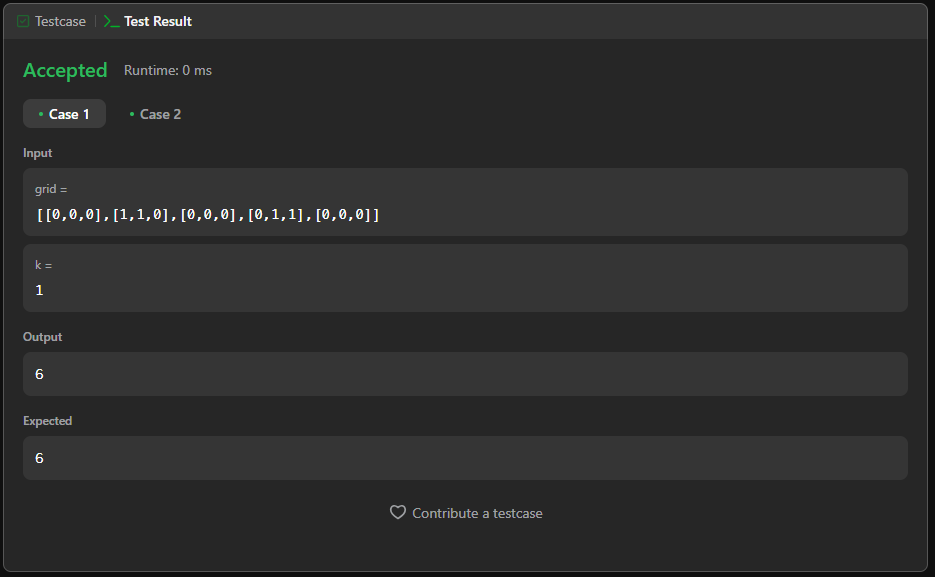 Testcase | >_ Test Result
Accepted Runtime: 0 ms
• Case 1 • Case 2
Input
grid =
[[0,0,0],[1,1,0],[0,0,0],[0,1,1],[0,0,0]]
k =
1
Output
6
Expected
6
Contribute a testcase